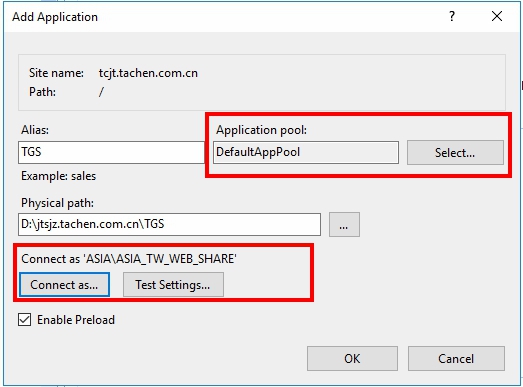 Add Application
?
Site name: tcjt.tachen.com.cn
Path: /
Alias:
TGS
Application pool:
DefaultAppPool
Select...
Example: sales
Physical path:
D:\jtsjz.tachen.com.cn\TGS
...
Connect as 'ASIA\ASIA_TW_WEB_SHARE'
Connect as...
Test Settings...
Enable Preload
OK
Cancel